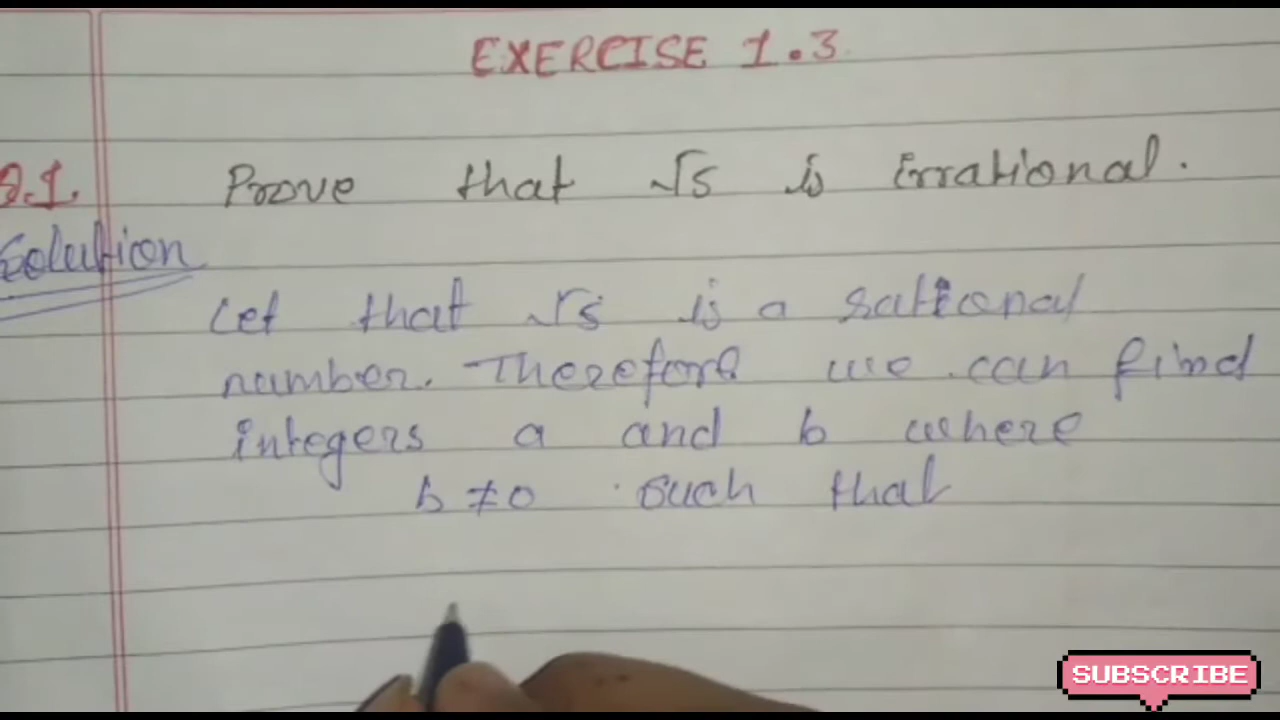 EXERCISE 1.3
Q.1. Prove that √5 is irrational.
Solution
Let that √5 is a rational
number. Therefore we can find
integers a and b where
b ≠ 0 such that
SUBSCRIBE